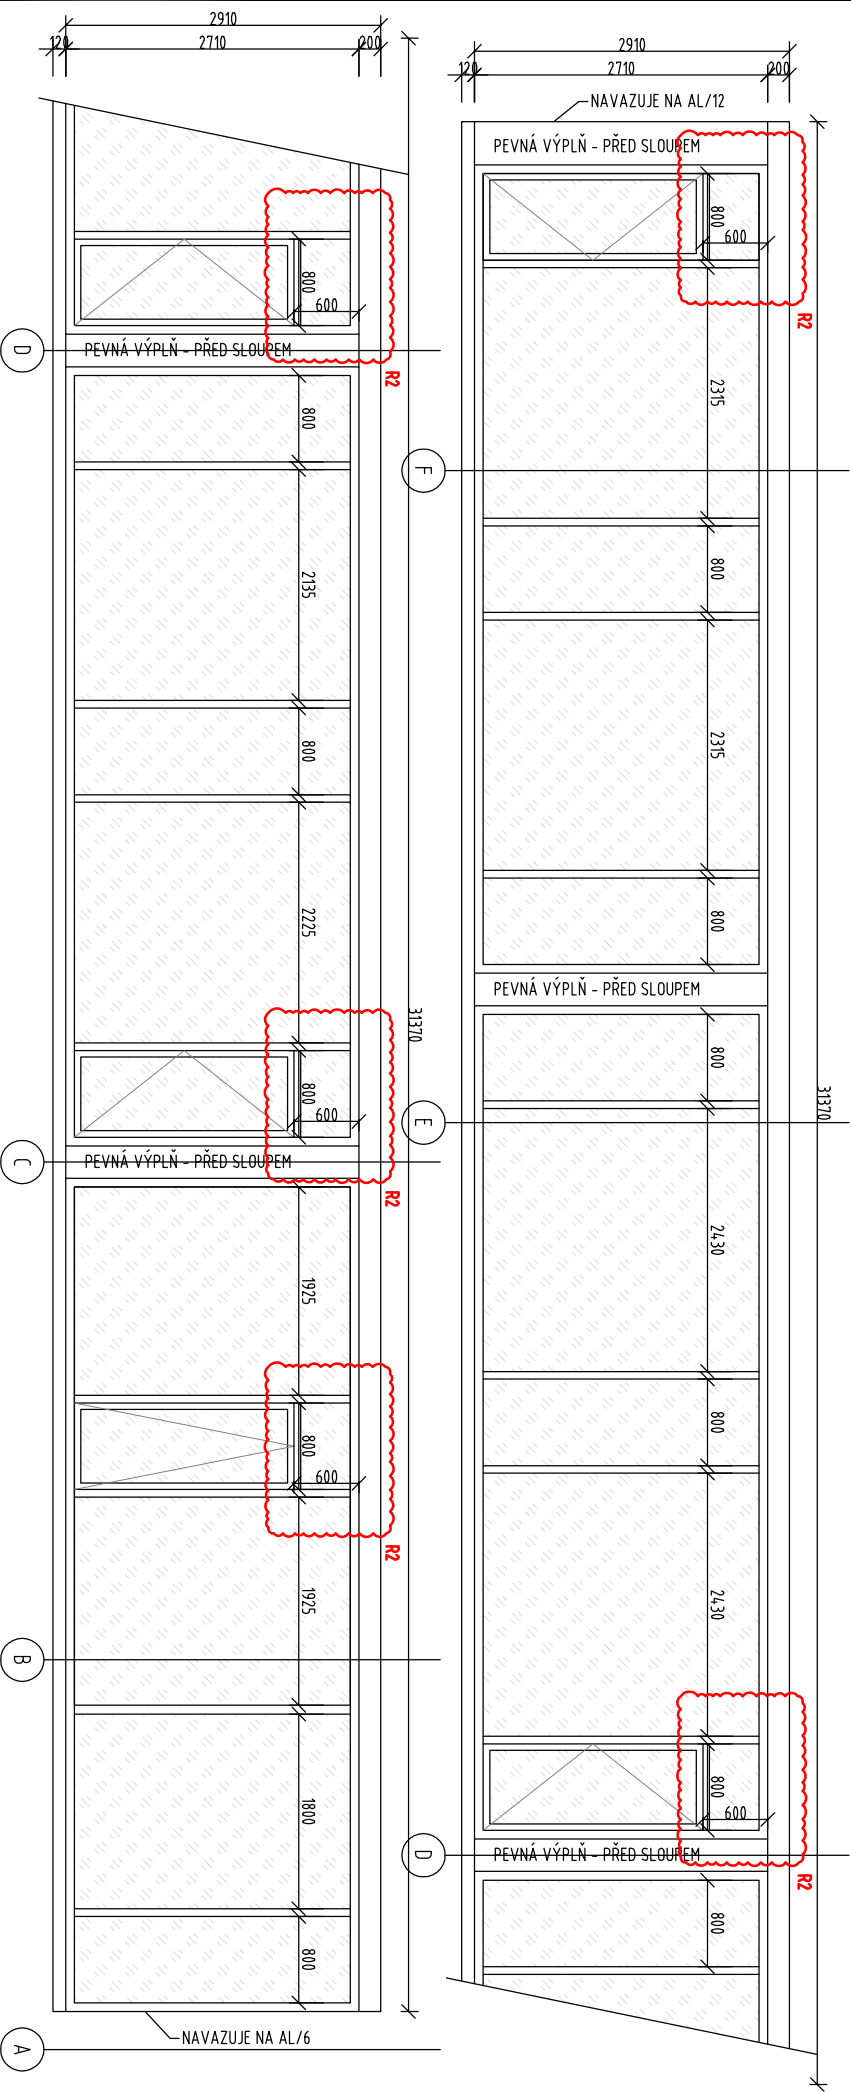 2910
120
2710
200
800
600
R2
D
PEVNÁ VÝPLŇ - PŘED SLOUPEM
800
2135
800
2225
31370
800
600
C
PEVNÁ VÝPLŇ - PŘED SLOUPEM
R2
1925
800
600
R2
1925
B
1800
800
NAVAZUJE NA AL/6
A
2910
120
2710
200
NAVAZUJE NA AL/12
PEVNÁ VÝPLŇ - PŘED SLOUPEM
800
600
R2
2315
F
800
2315
800
PEVNÁ VÝPLŇ - PŘED SLOUPEM
800
31370
E
2430
800
2430
800
600
D
PEVNÁ VÝPLŇ - PŘED SLOUPEM
R2
800